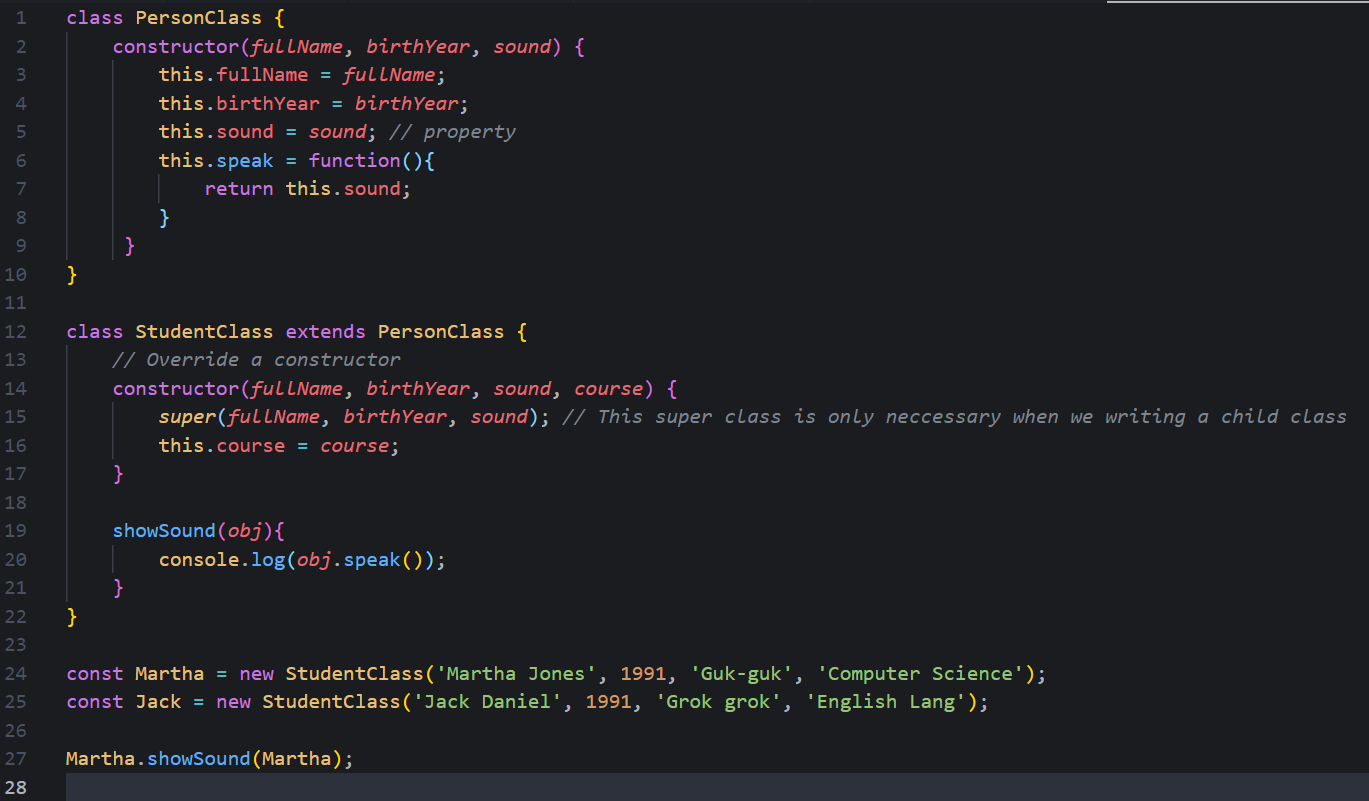 1 class PersonClass {
2 constructor(fullName, birthYear, sound) {
3 this.fullName = fullName;
4 this.birthYear = birthYear;
5 this.sound = sound; // property
6 this.speak = function(){
7 return this.sound;
8 }
9 }
10 }
11
12 class StudentClass extends PersonClass {
13 // Override a constructor
14 constructor(fullName, birthYear, sound, course) {
15 super(fullName, birthYear, sound); // This super class is only neccessary when we writing a child class
16 this.course = course;
17 }
18
19 showSound(obj){
20 console.log(obj.speak());
21 }
22 }
23
24 const Martha = new StudentClass('Martha Jones', 1991, 'Guk-guk', 'Computer Science');
25 const Jack = new StudentClass('Jack Daniel', 1991, 'Grok grok', 'English Lang');
26
27 Martha.showSound(Martha);
28